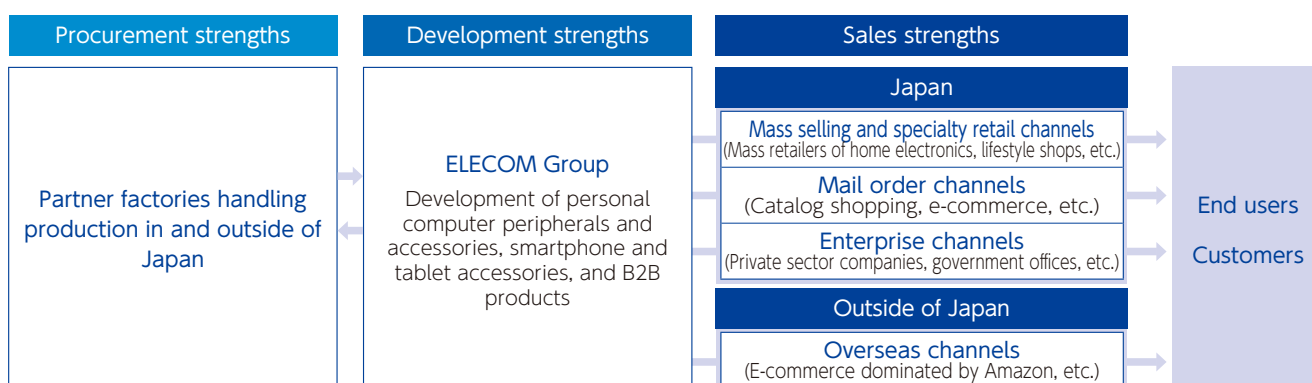 Procurement strengths
Development strengths
Sales strengths
Partner factories handling
production in and outside of
Japan
ELECOM Group
Development of personal
computer peripherals and
accessories, smartphone and
tablet accessories, and B2B
products
Japan
Mass selling and specialty retail channels
(Mass retailers of home electronics, lifestyle shops, etc.)
Mail order channels
(Catalog shopping, e-commerce, etc.)
Enterprise channels
(Private sector companies, government offices, etc.)
Outside of Japan
Overseas channels
(E-commerce dominated by Amazon, etc.)
End users
Customers